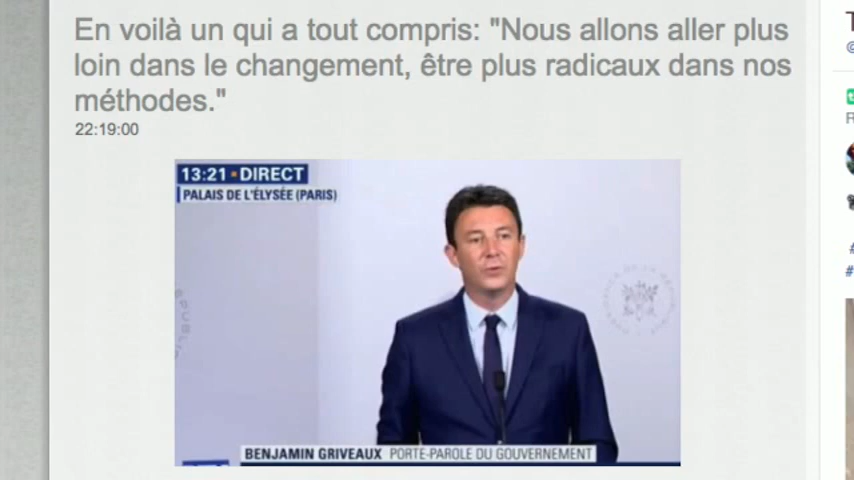 En voilà un qui a tout compris: "Nous allons aller plus
loin dans le changement, être plus radicaux dans nos
méthodes."
22:19:00
13:21 • DIRECT
PALAIS DE L'ÉLYSÉE (PARIS)
BENJAMIN GRIVEAUX PORTE-PAROLE DU GOUVERNEMENT